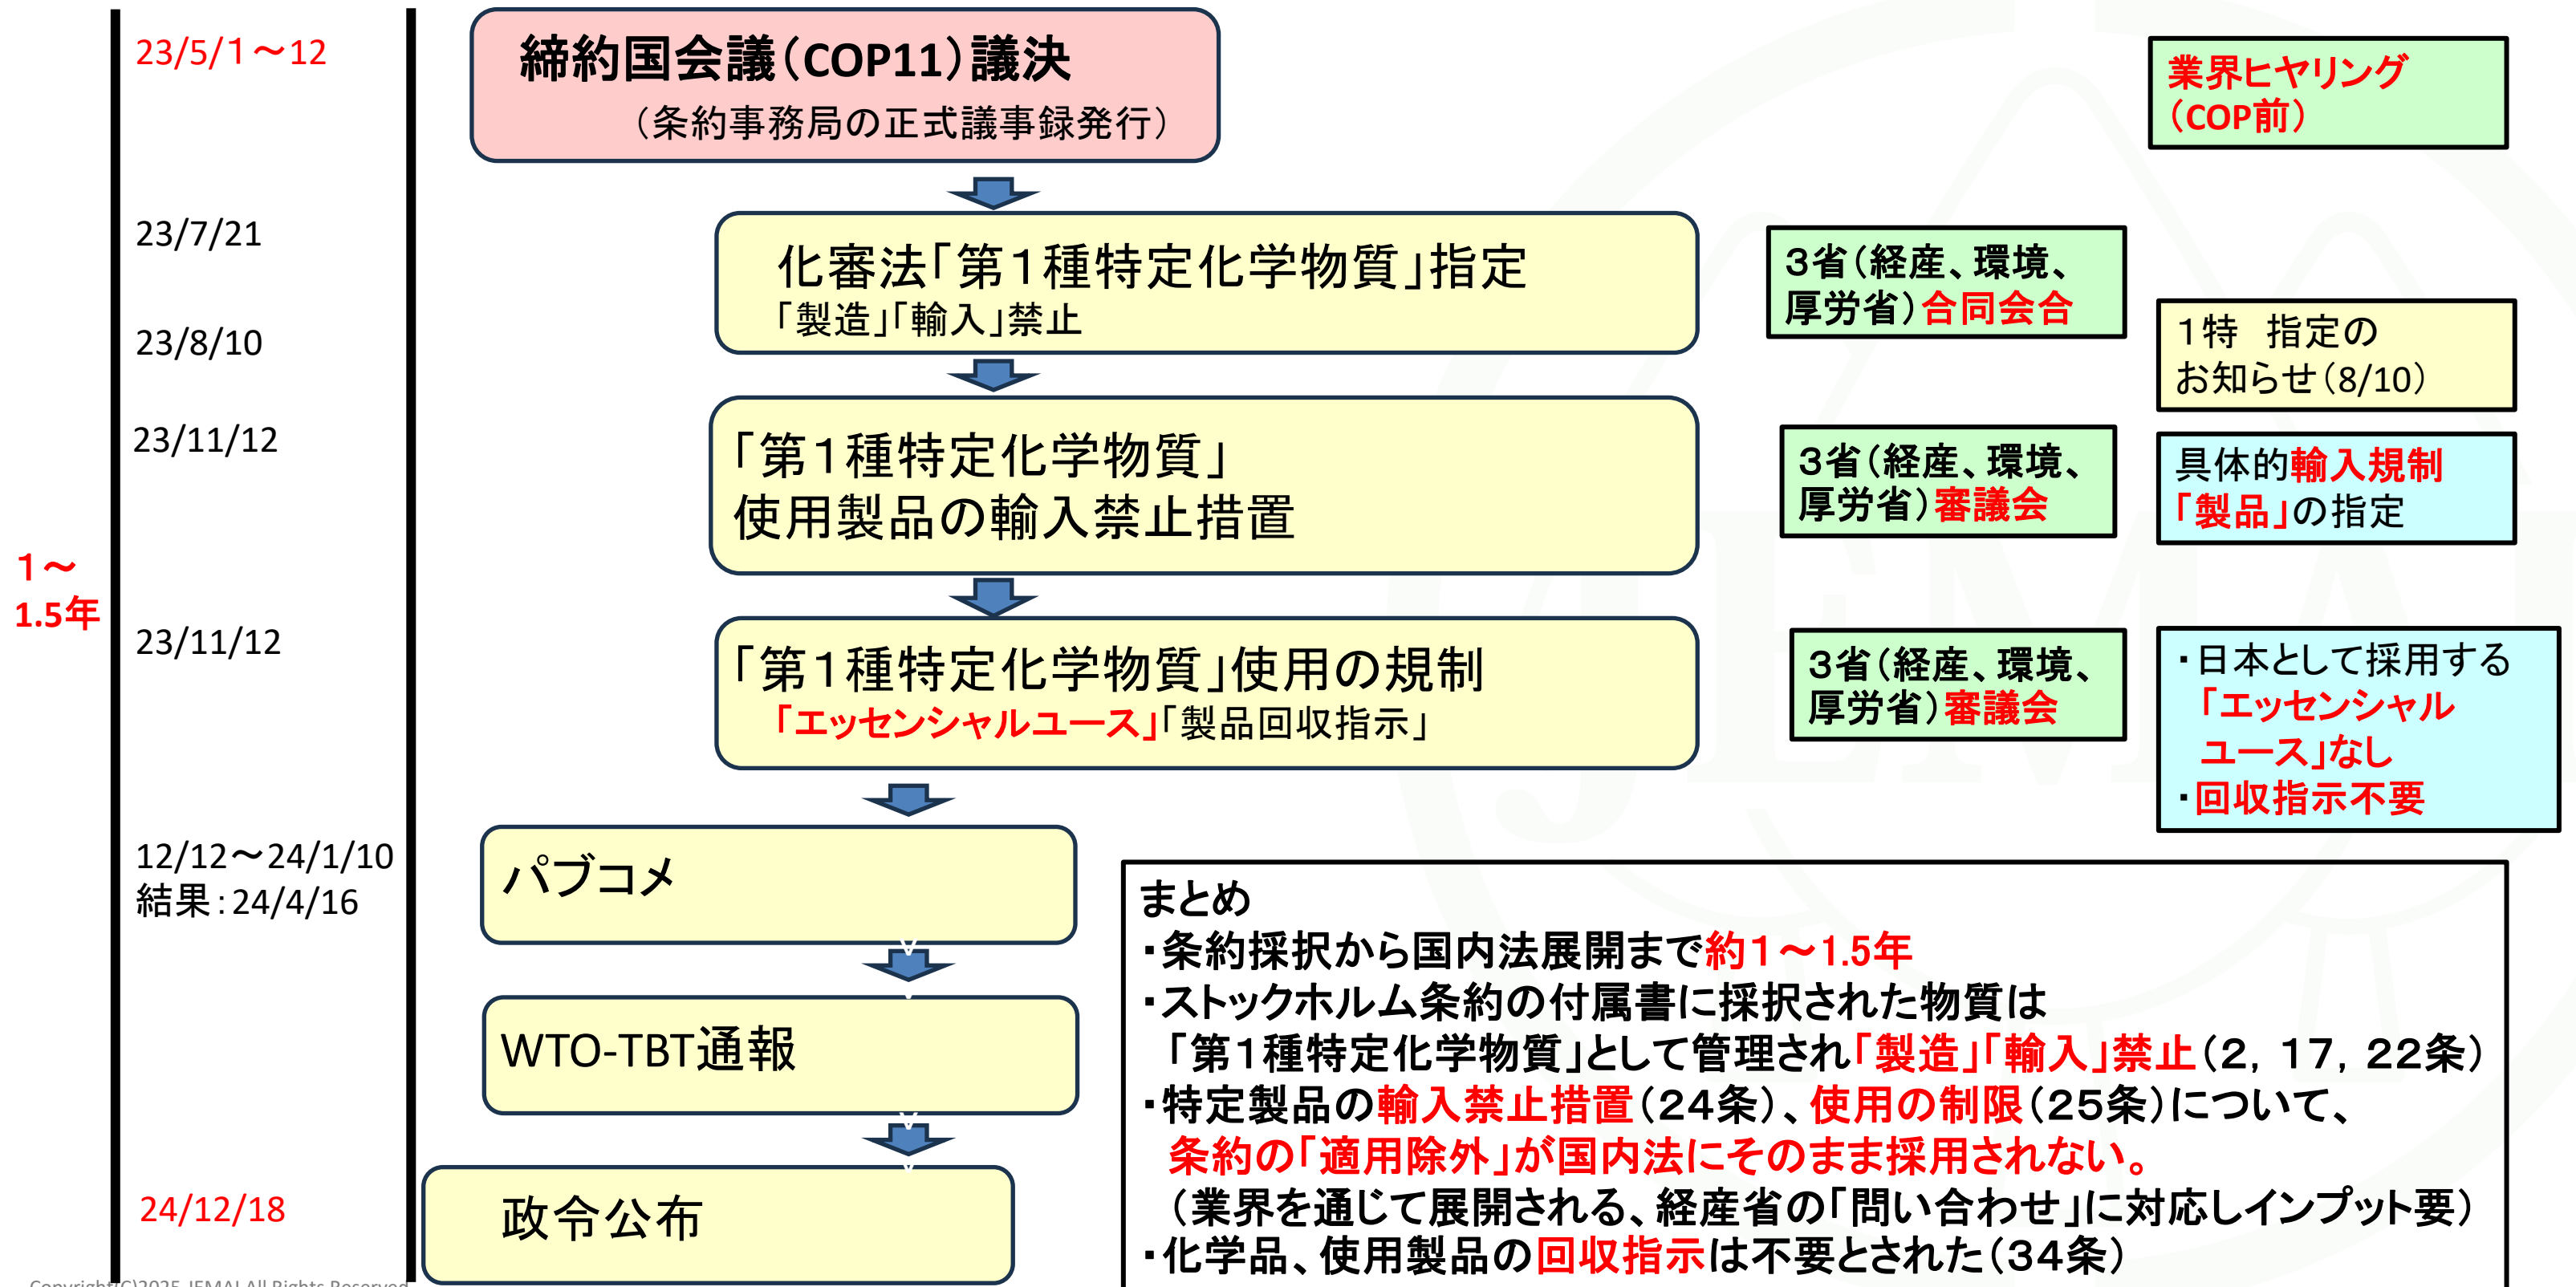 23/5/1～12
締約国会議（COP11）議決
（条約事務局の正式議事録発行）
業界ヒヤリング
（COP前）
23/7/21
化審法「第１種特定化学物質」指定
「製造」「輸入」禁止
３省（経産、環境、
厚労省）合同会合
23/8/10
１特　指定の
お知らせ（8/10）
23/11/12
「第１種特定化学物質」
使用製品の輸入禁止措置
３省（経産、環境、
厚労省）審議会
具体的輸入規制
「製品」の指定
１～
1.5年
23/11/12
「第１種特定化学物質」使用の規制
「エッセンシャルユース」「製品回収指示」
３省（経産、環境、
厚労省）審議会
・日本として採用する
「エッセンシャル
ユース」なし
・回収指示不要
12/12～24/1/10
結果：24/4/16
パブコメ
WTO-TBT通報
24/12/18
政令公布
まとめ
・条約採択から国内法展開まで約１～1.5年
・ストックホルム条約の付属書に採択された物質は
「第１種特定化学物質」として管理され「製造」「輸入」禁止（２，１７，２２条）
・特定製品の輸入禁止措置（２４条）、使用の制限（２５条）について、
条約の「適用除外」が国内法にそのまま採用されない。
（業界を通じて展開される、経産省の「問い合わせ」に対応しインプット要）
・化学品、使用製品の回収指示は不要とされた（３４条）
Copyright(C)2025 JEMAI All Rights Reserved
JEMAI